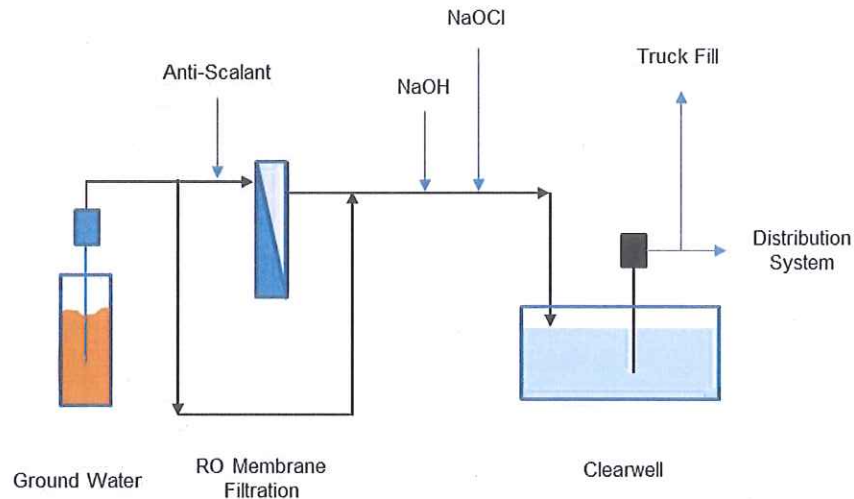 NaOCl
Truck Fill
Anti-Scalant
NaOH
Distribution
System
Ground Water
RO Membrane
Filtration
Clearwell